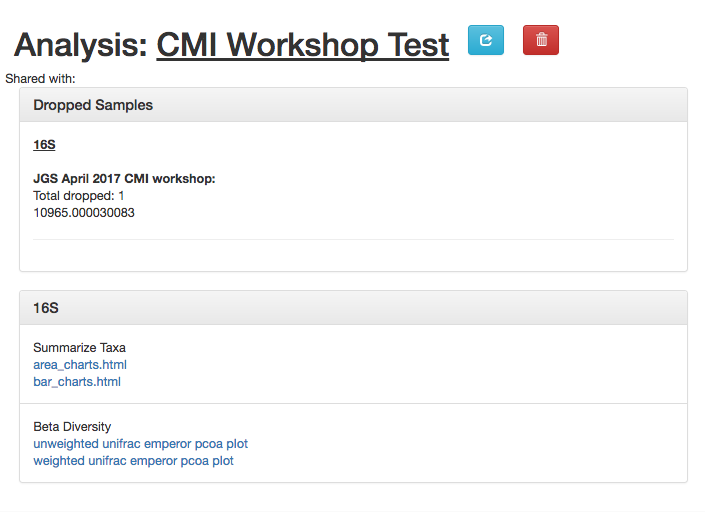 Analysis: CMI Workshop Test
Shared with:
Dropped Samples
16S
JGS April 2017 CMI workshop:
Total dropped: 1
10965.000030083
16S
Summarize Taxa
area_charts.html
bar_charts.html
Beta Diversity
unweighted unifrac emperor pcoa plot
weighted unifrac emperor pcoa plot